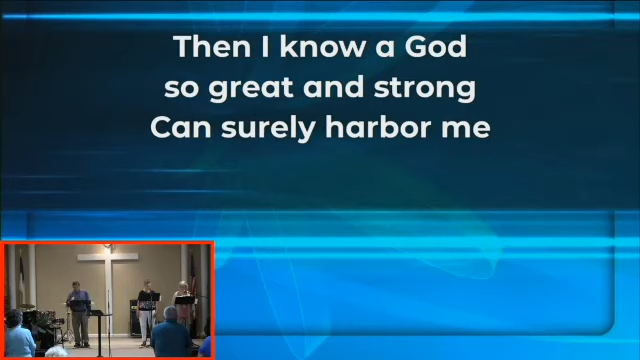 Then I know a God
so great and strong
Can surely harbor me